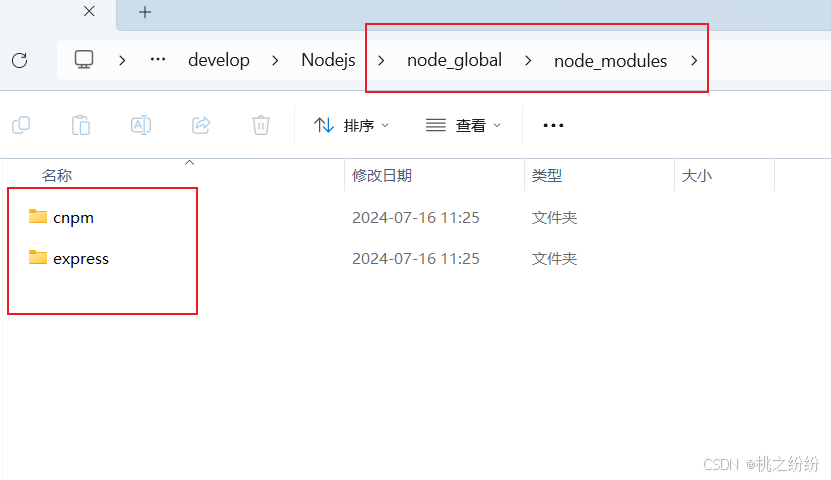 develop Nodejs node_global node_modules
排序 查看
名称 修改日期 类型 大小
cnpm 2024-07-16 11:25 文件夹
express 2024-07-16 11:25 文件夹
CSDN @桃之纷纷